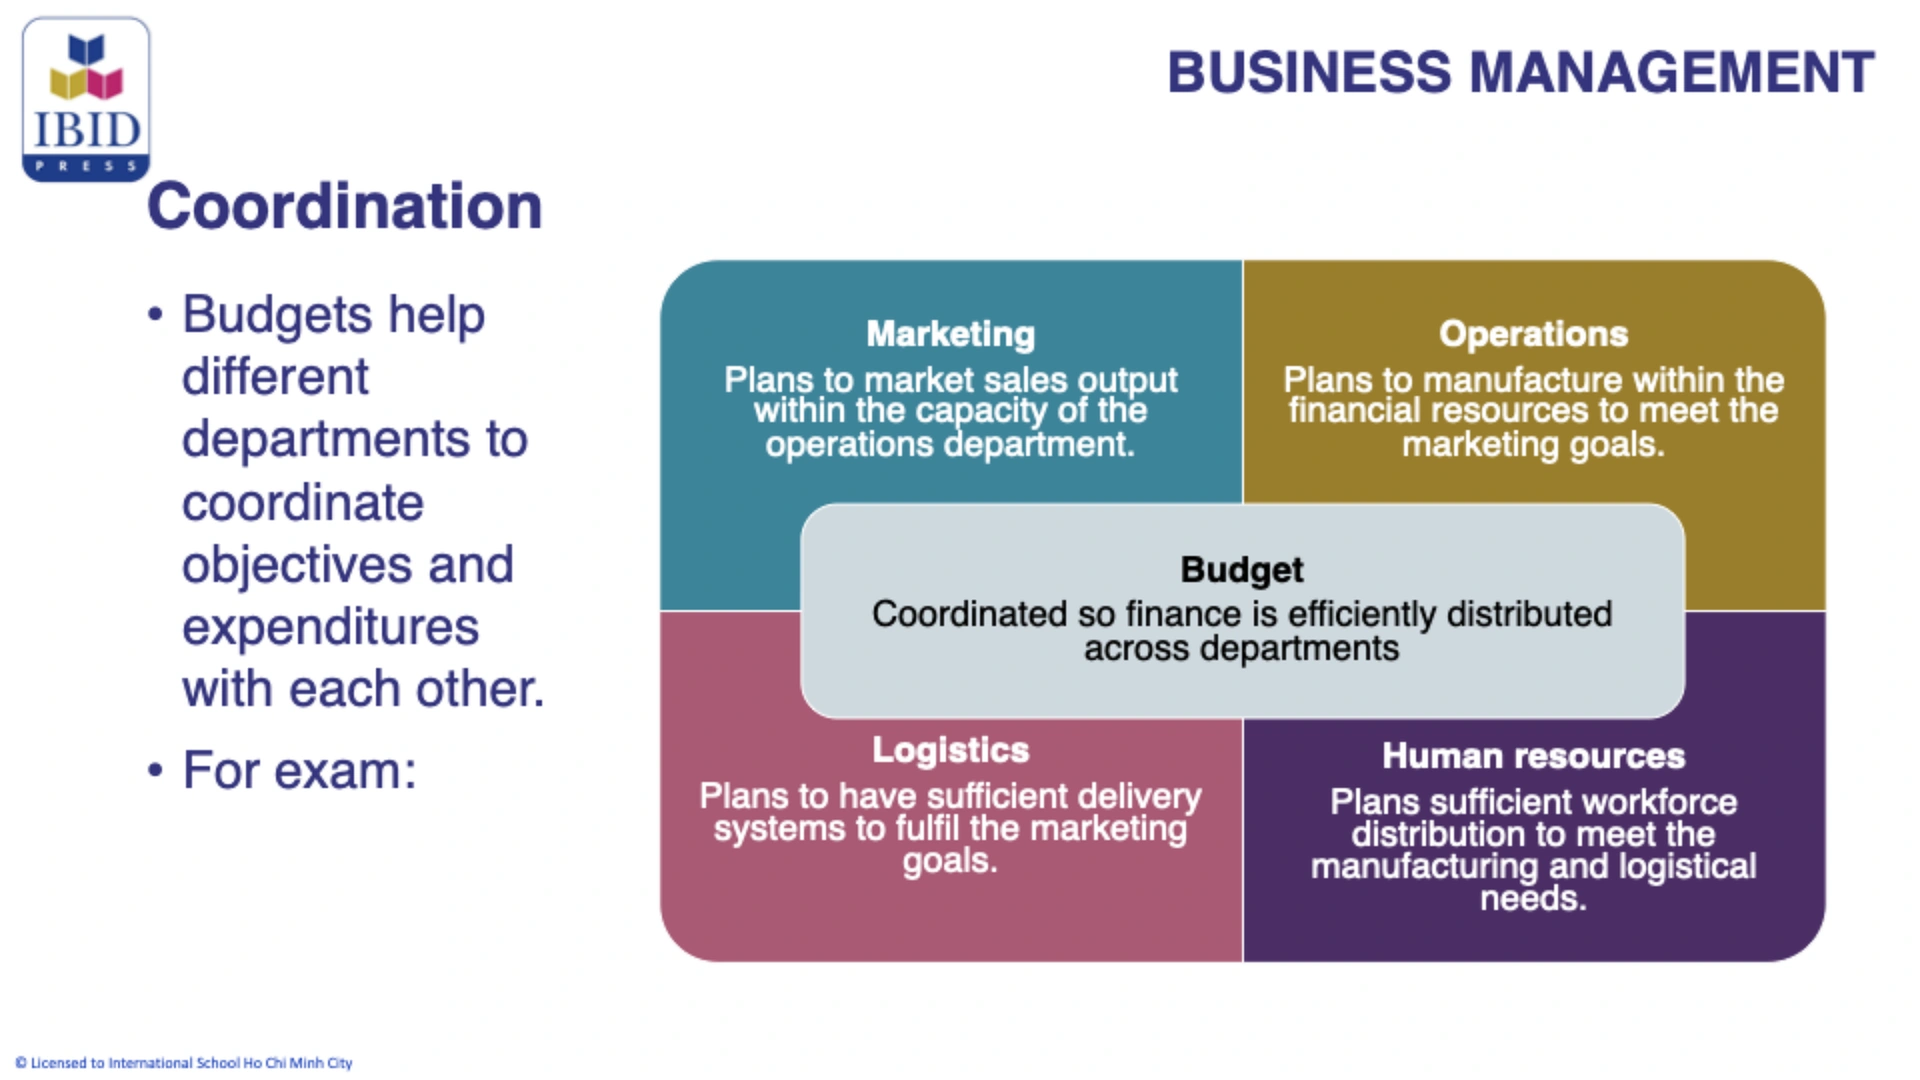 IBID
PRESS
BUSINESS MANAGEMENT
Coordination
• Budgets help
different
departments to
coordinate
objectives and
expenditures
with each other.
• For exam:
Marketing
Plans to market sales output
within the capacity of the
operations department.
Operations
Plans to manufacture within the
financial resources to meet the
marketing goals.
Budget
Coordinated so finance is efficiently distributed
across departments
Logistics
Plans to have sufficient delivery
systems to fulfil the marketing
goals.
Human resources
Plans sufficient workforce
distribution to meet the
manufacturing and logistical
needs.
© Licensed to International School Ho Chi Minh City